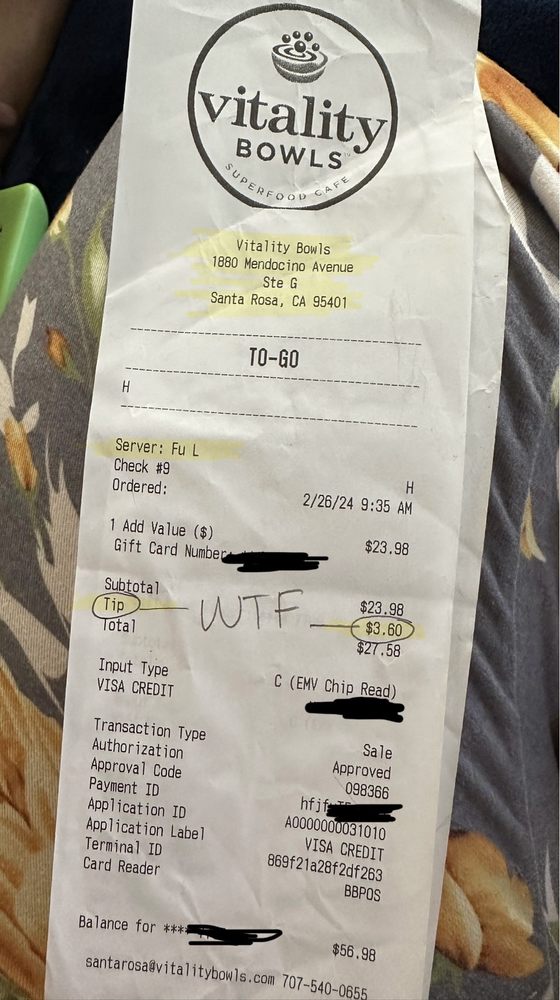 vitality
BOWLS
SUPERFOOD CAFE
Vitality Bowls
1880 Mendocino Avenue
Ste G
Santa Rosa, CA 95401
TO-GO
H
Server: Fu L
Check #9 H
Ordered: 2/26/24 9:35 AM
1 Add Value ($) $23.98
Gift Card Number
Subtotal $23.98
Tip WTF $3.60
Total $27.58
Input Type C (EMV Chip Read)
VISA CREDIT
Transaction Type Sale
Authorization Approved
Approval Code 098366
Payment ID
Application ID A0000000031010
Application Label VISA CREDIT
Terminal ID 869f21a28f2df263
Card Reader BBPOS
Balance for **** $56.98
santarosa@vitalitybowls.com 707-540-0655